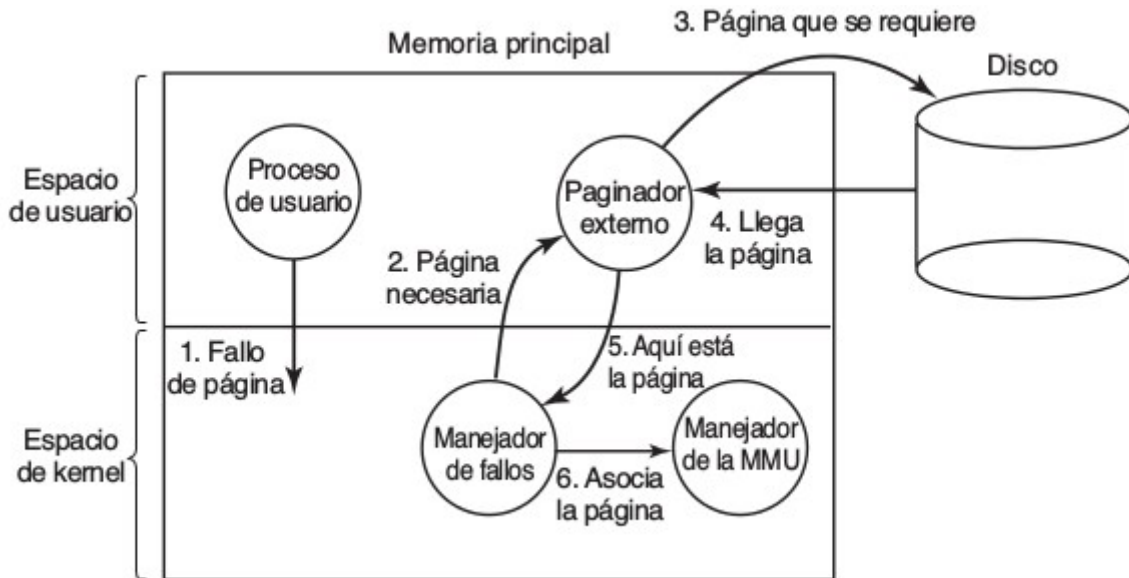 3. Página que se requiere
Memoria principal
Disco
Espacio
de usuario
Proceso
de usuario
Paginador
externo
4. Llega
la página
2. Página
necesaria
1. Fallo
de página
5. Aquí está
la página
Espacio
de kernel
Manejador
de fallos
Manejador
de la MMU
6. Asocia
la página